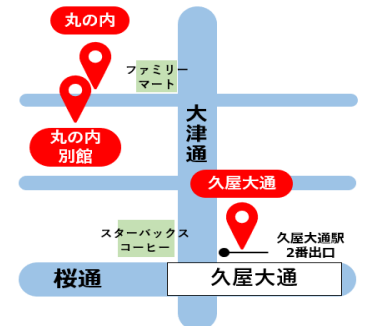 丸の内
ファミリー
マート
大津通
丸の内
別館
久屋大通
スターバックス
コーヒー
久屋大通駅
2番出口
桜通
久屋大通